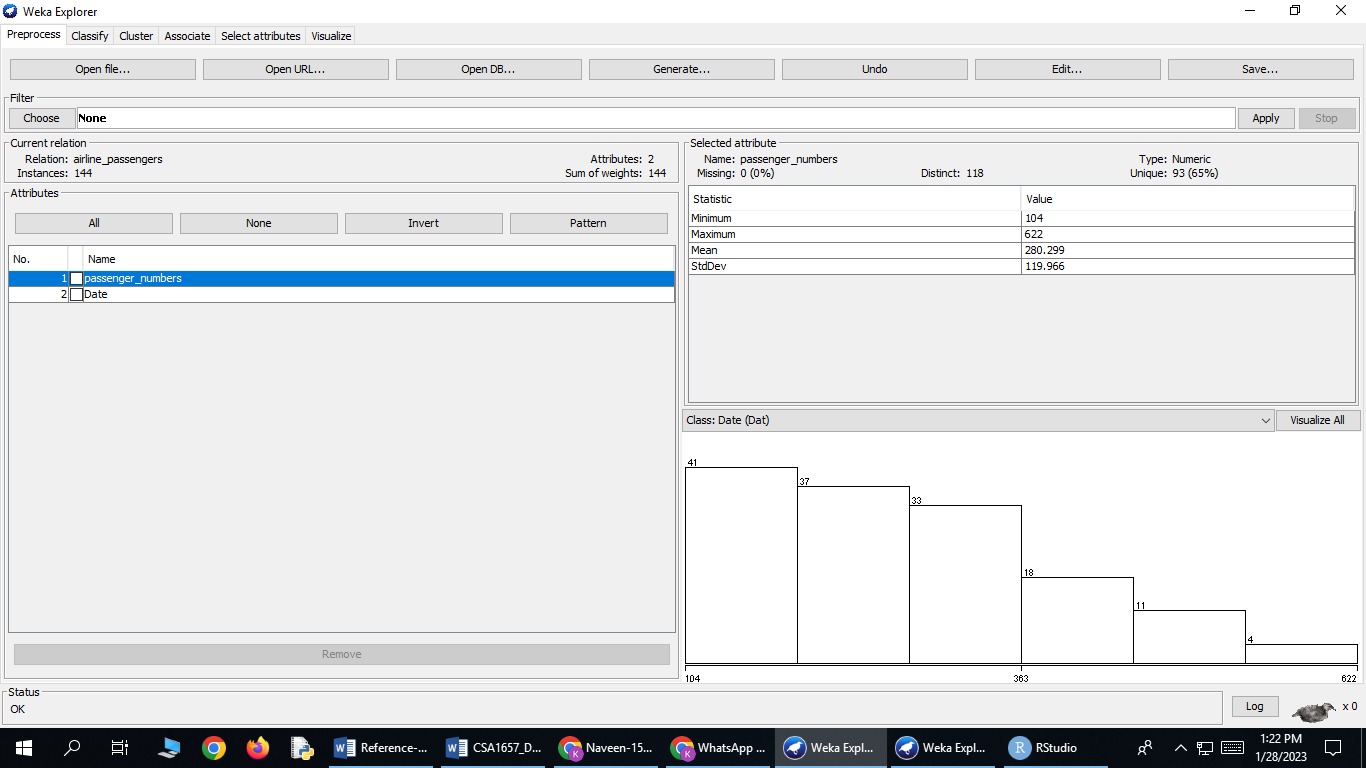 Weka Explorer
Preprocess Classify Cluster Associate Select attributes Visualize
Open file... Open URL... Open DB... Generate... Undo Edit... Save...
Filter
Choose None Apply Stop
Current relation
Relation: airline_passengers Attributes: 2
Instances: 144 Sum of weights: 144
Attributes
All None Invert Pattern
No. Name
1 passenger_numbers
2 Date
Remove
Selected attribute
Name: passenger_numbers Type: Numeric
Missing: 0 (0%) Distinct: 118 Unique: 93 (65%)
Statistic Value
Minimum 104
Maximum 622
Mean 280.299
StdDev 119.966
Class: Date (Dat) Visualize All
41
37
33
18
11
4
104 363 622
Status
OK
Log x 0
Reference-... CSA1657_D... Naveen-15... WhatsApp ... Weka Expl... Weka Expl... RStudio
1:22 PM
1/28/2023